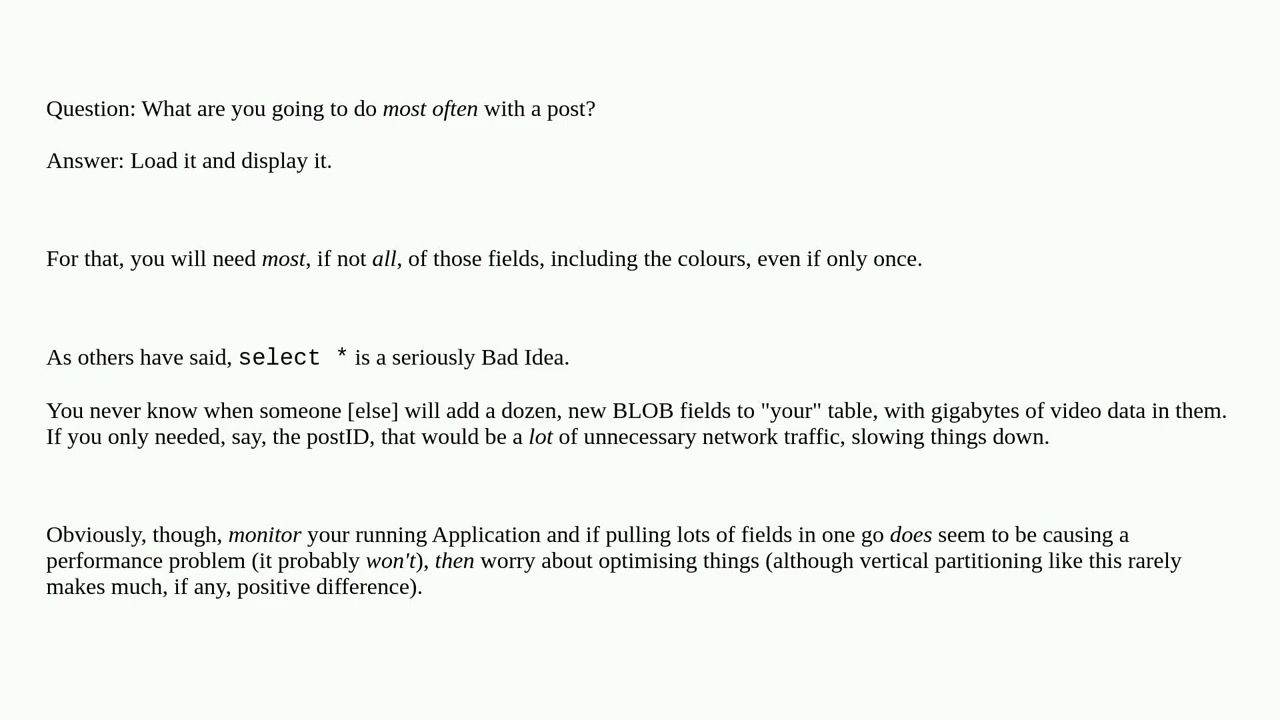 Question: What are you going to do most often with a post?
Answer: Load it and display it.
For that, you will need most, if not all, of those fields, including the colours, even if only once.
As others have said, select * is a seriously Bad Idea.
You never know when someone [else] will add a dozen, new BLOB fields to "your" table, with gigabytes of video data in them.
If you only needed, say, the postID, that would be a lot of unnecessary network traffic, slowing things down.
Obviously, though, monitor your running Application and if pulling lots of fields in one go does seem to be causing a
performance problem (it probably won't), then worry about optimising things (although vertical partitioning like this rarely
makes much, if any, positive difference).